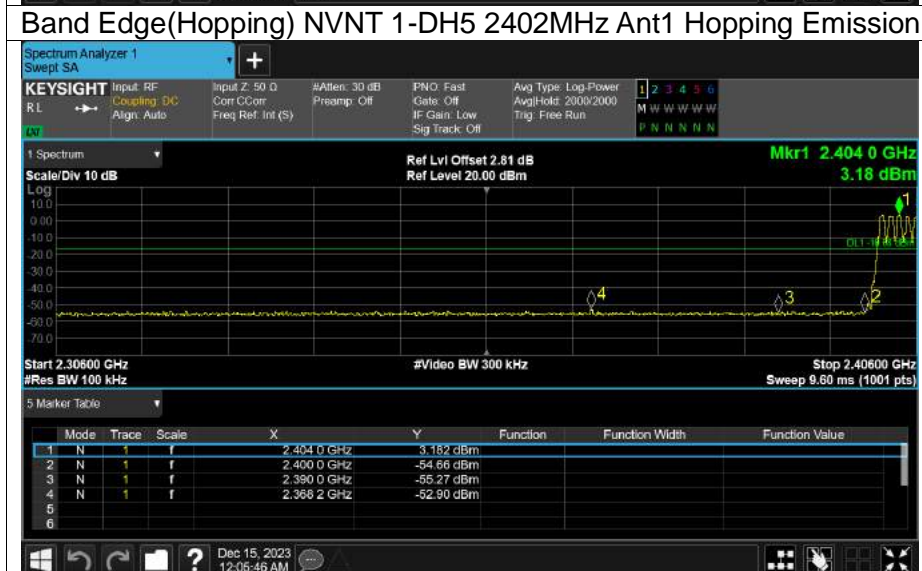 Band Edge(Hopping) NVNT 1-DH5 2402MHz Ant1 Hopping Emission
Spectrum Analyzer 1
Swept SA
+
KEYSIGHT Input: RF Input Z: 50 Ω #Atten: 30 dB PNO: Fast Avg Type: Log-Power 1 2 3 4 5 6
RL Coupling: DC Corr CCorr Preamp: Off Gate: Off Avg|Hold: 2000/2000 M W W W W W
Align: Auto Freq Ref: Int (S) IF Gain: Low Trig: Free Run
LXI Sig Track: Off P N N N N N
1 Spectrum Ref Lvl Offset 2.81 dB Mkr1 2.404 0 GHz
Scale/Div 10 dB Ref Level 20.00 dBm 3.18 dBm
Log
10.0
0.00
-10.0
-20.0
-30.0
-40.0
-50.0
-60.0
-70.0
1
4
3
2
Start 2.30600 GHz #Video BW 300 kHz Stop 2.40600 GHz
#Res BW 100 kHz Sweep 9.60 ms (1001 pts)
5 Marker Table
Mode Trace Scale X Y Function Function Width Function Value
1 N 1 f 2.404 0 GHz 3.182 dBm
2 N 1 f 2.400 0 GHz -54.66 dBm
3 N 1 f 2.390 0 GHz -55.27 dBm
4 N 1 f 2.368 2 GHz -52.90 dBm
5
6
? Dec 15, 2023
12:05:46 AM